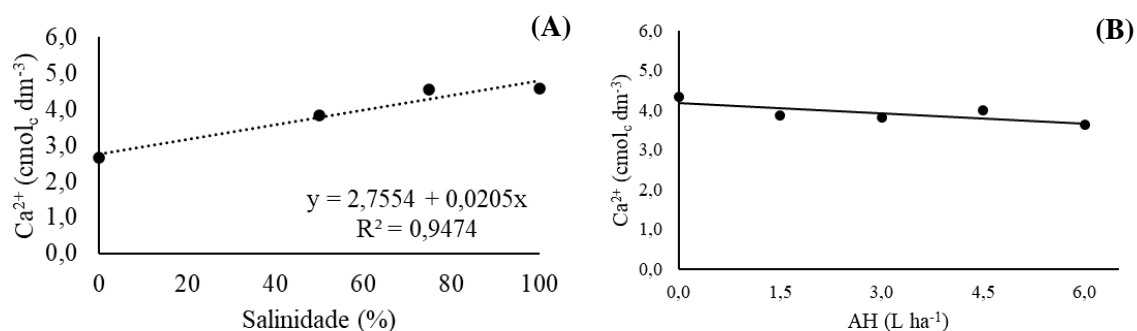 (A)
6,0
5,0
4,0
3,0
2,0
1,0
0,0
Ca²⁺ (cmol꜀ dm⁻³)
y = 2,7554 + 0,0205x
R² = 0,9474
0 20 40 60 80 100
Salinidade (%)
(B)
6,0
5,0
4,0
3,0
2,0
1,0
0,0
Ca²⁺ (cmol꜀ dm⁻³)
0,0 1,5 3,0 4,5 6,0
AH (L ha⁻¹)